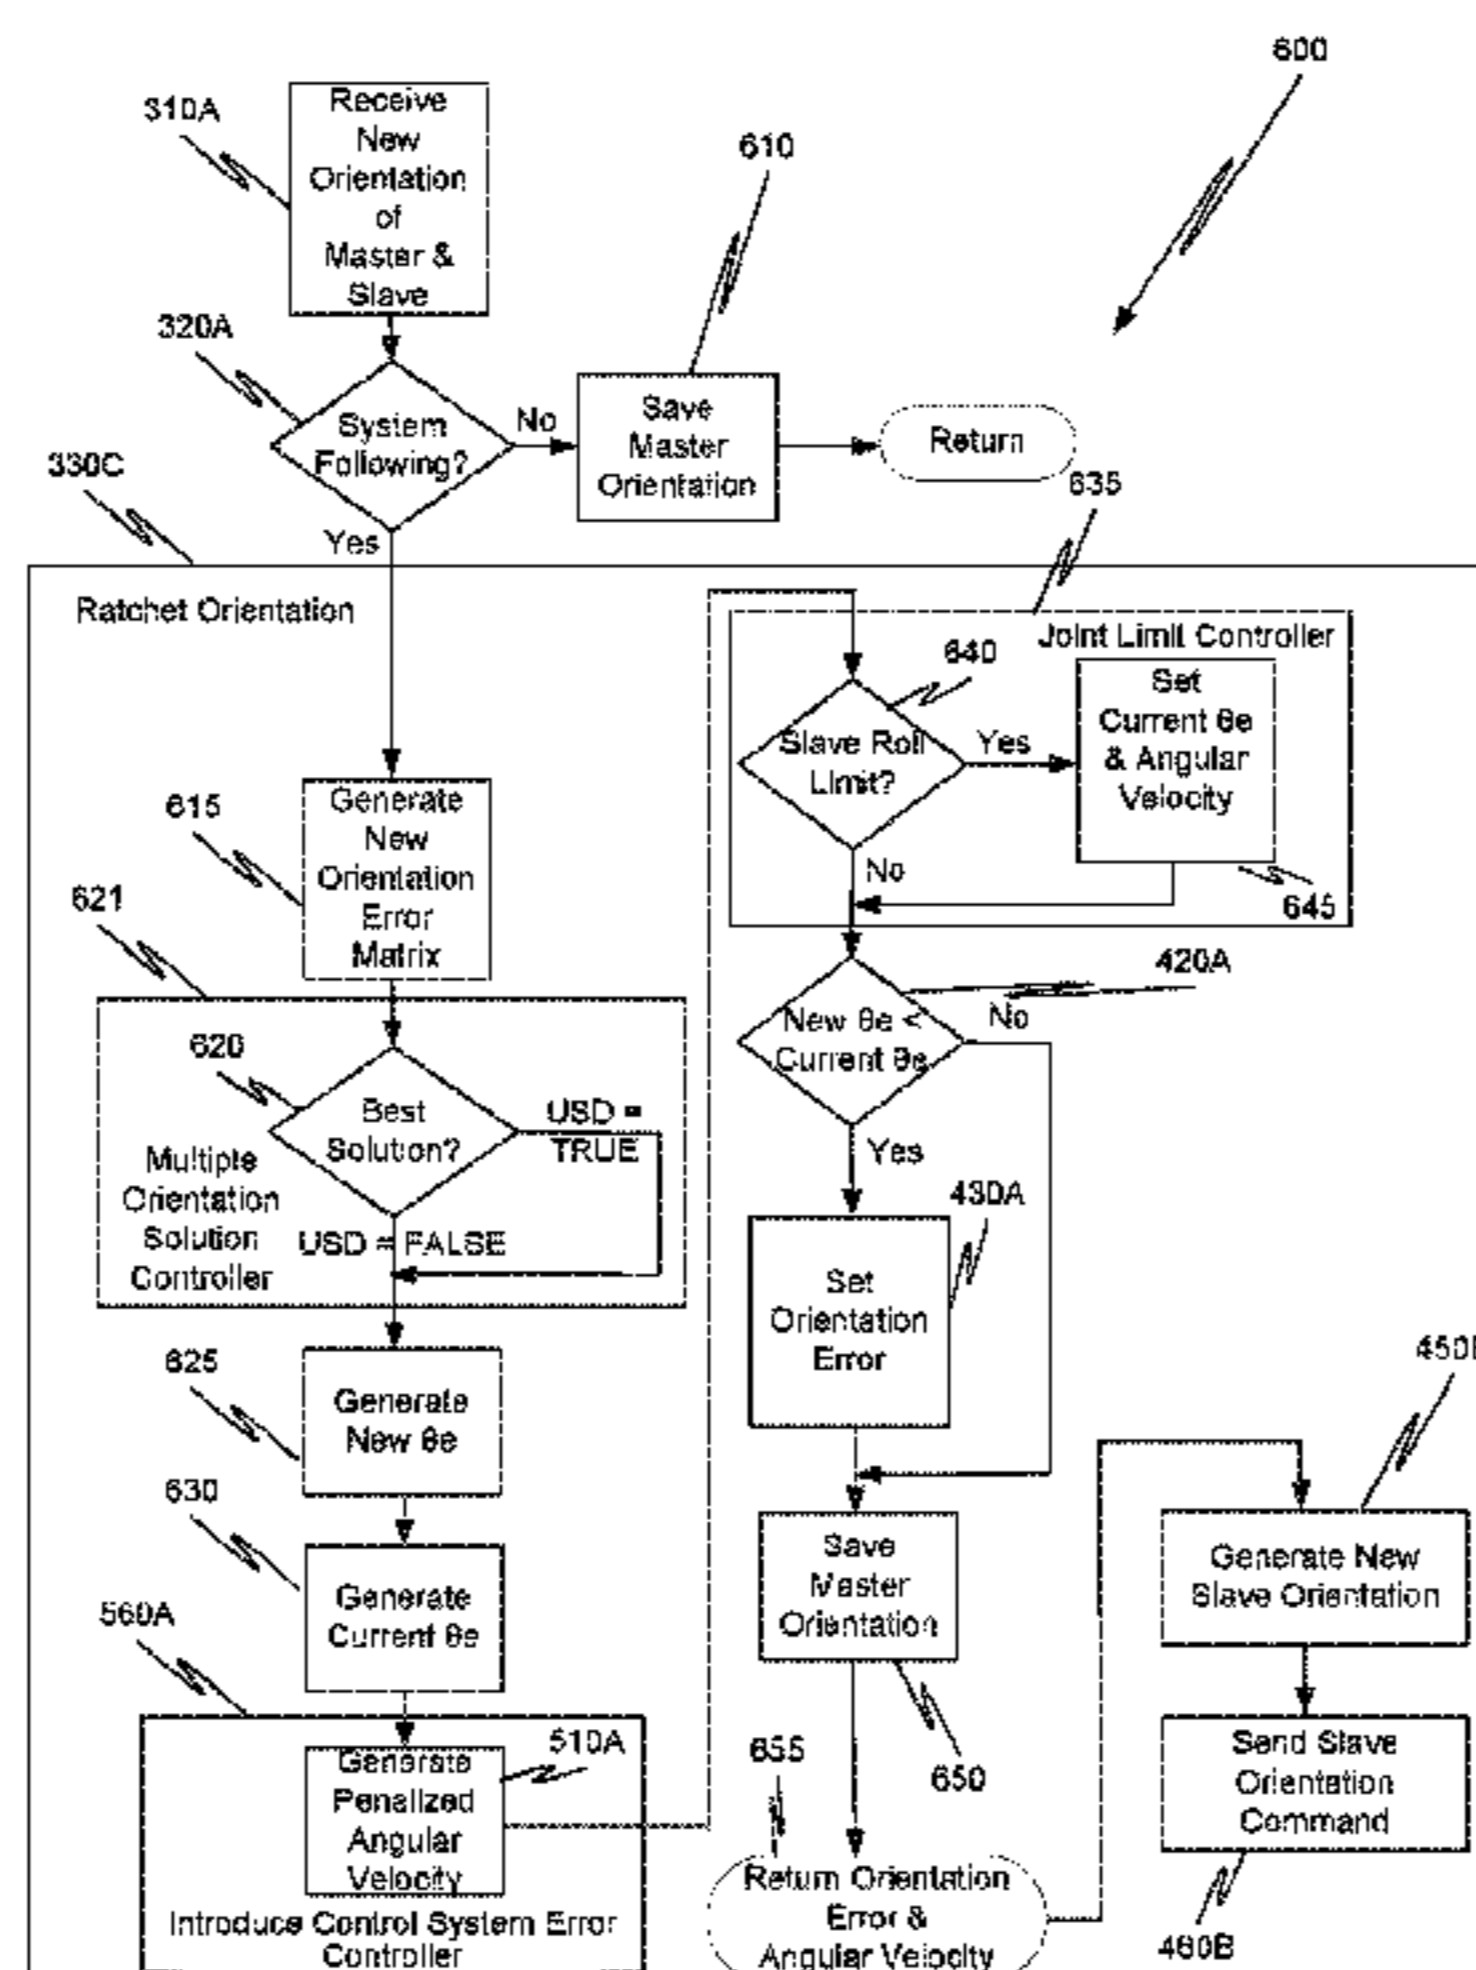 600
310A
Receive
New
Orientation
of
Master &
Slave
610
320A
System
Following?
No
Save
Master
Orientation
Return
330C
Yes
635
Ratchet Orientation
Joint Limit Controller
640
Slave Roll
Limit?
Yes
Set
Current θe
& Angular
Velocity
No
645
615
Generate
New
Orientation
Error
Matrix
621
420A
New θe <
Current θe
No
Yes
620
Best
Solution?
USD =
TRUE
USD = FALSE
Multiple
Orientation
Solution
Controller
430A
Set
Orientation
Error
625
Generate
New θe
450B
630
Generate
Current θe
Save
Master
Orientation
650
Generate New
Slave Orientation
560A
510A
Generate
Penalized
Angular
Velocity
Introduce Control System Error
Controller
655
Return Orientation
Error &
Angular Velocity
Send Slave
Orientation
Command
460B